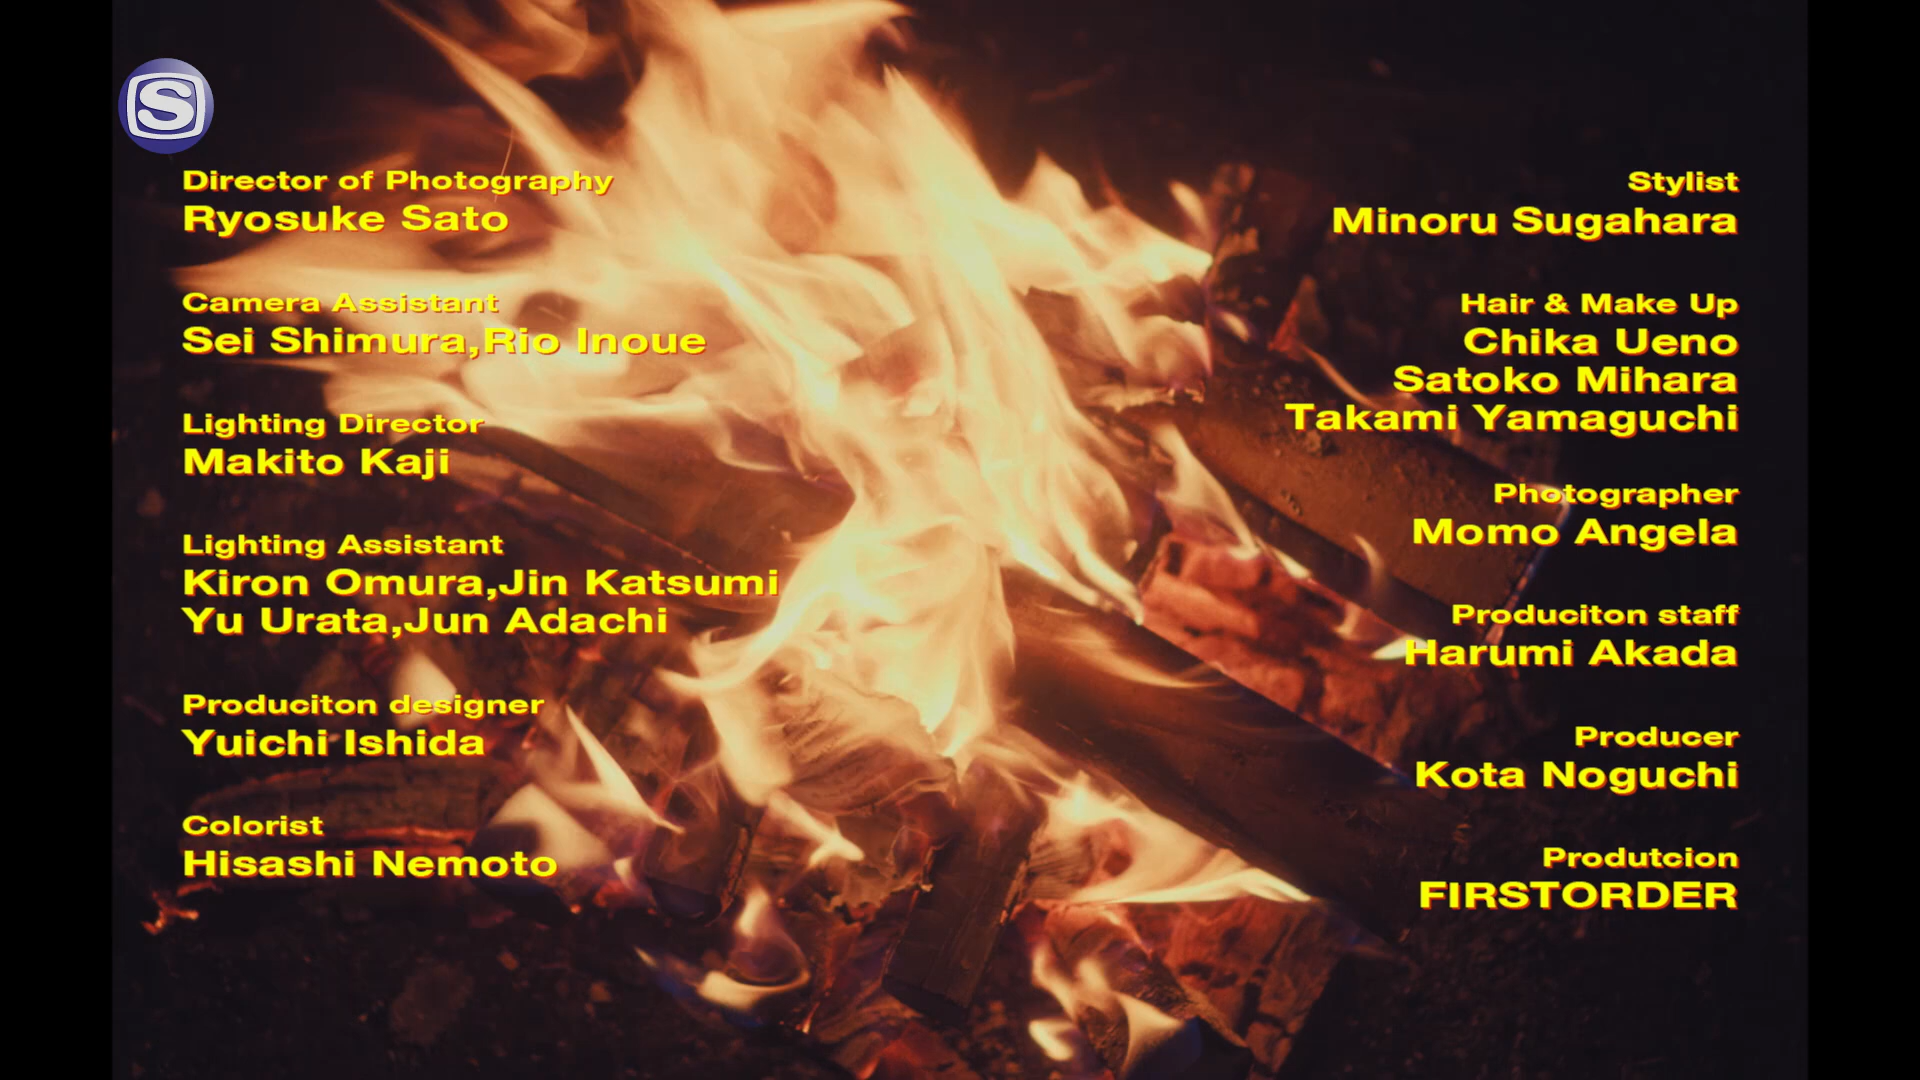 S
Director of Photography
Ryosuke Sato
Camera Assistant
Sei Shimura,Rio Inoue
Lighting Director
Makito Kaji
Lighting Assistant
Kiron Omura,Jin Katsumi
Yu Urata,Jun Adachi
Produciton designer
Yuichi Ishida
Colorist
Hisashi Nemoto
Stylist
Minoru Sugahara
Hair & Make Up
Chika Ueno
Satoko Mihara
Takami Yamaguchi
Photographer
Momo Angela
Produciton staff
Harumi Akada
Producer
Kota Noguchi
Produtcion
FIRSTORDER